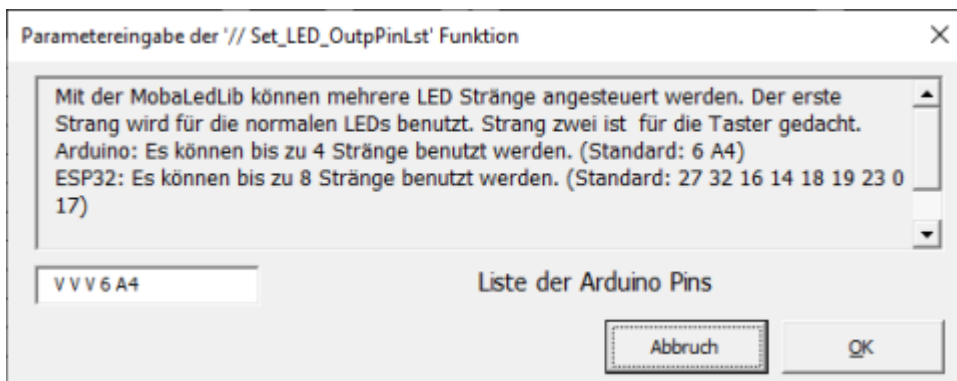 Parametereingabe der '// Set_LED_OutpPinLst' Funktion
Mit der MobaLedLib können mehrere LED Stränge angesteuert werden. Der erste
Strang wird für die normalen LEDs benutzt. Strang zwei ist für die Taster gedacht.
Arduino: Es können bis zu 4 Stränge benutzt werden. (Standard: 6 A4)
ESP32: Es können bis zu 8 Stränge benutzt werden. (Standard: 27 32 16 14 18 19 23 0
17)
V V V 6 A4
Liste der Arduino Pins
Abbruch
OK